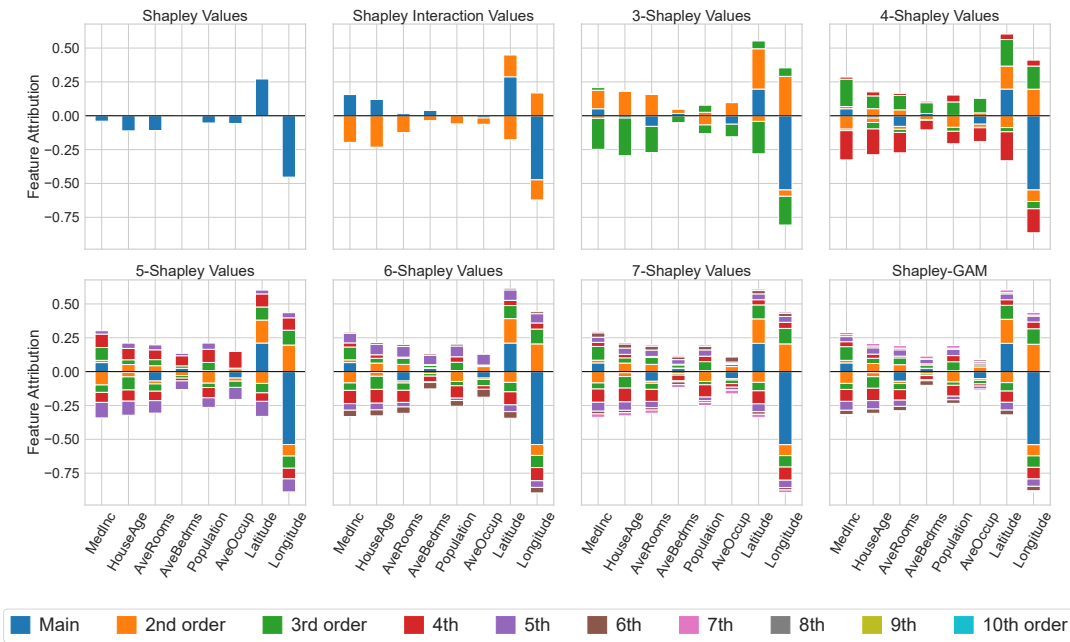 Shapley Values
Shapley Interaction Values
3-Shapley Values
4-Shapley Values
Feature Attribution
0.50
0.25
0.00
−0.25
−0.50
−0.75
5-Shapley Values
6-Shapley Values
7-Shapley Values
Shapley-GAM
Feature Attribution
0.50
0.25
0.00
−0.25
−0.50
−0.75
MedInc
HouseAge
AveRooms
AveBedrms
Population
AveOccup
Latitude
Longitude
MedInc
HouseAge
AveRooms
AveBedrms
Population
AveOccup
Latitude
Longitude
MedInc
HouseAge
AveRooms
AveBedrms
Population
AveOccup
Latitude
Longitude
MedInc
HouseAge
AveRooms
AveBedrms
Population
AveOccup
Latitude
Longitude
Main 2nd order 3rd order 4th 5th 6th 7th 8th 9th 10th order